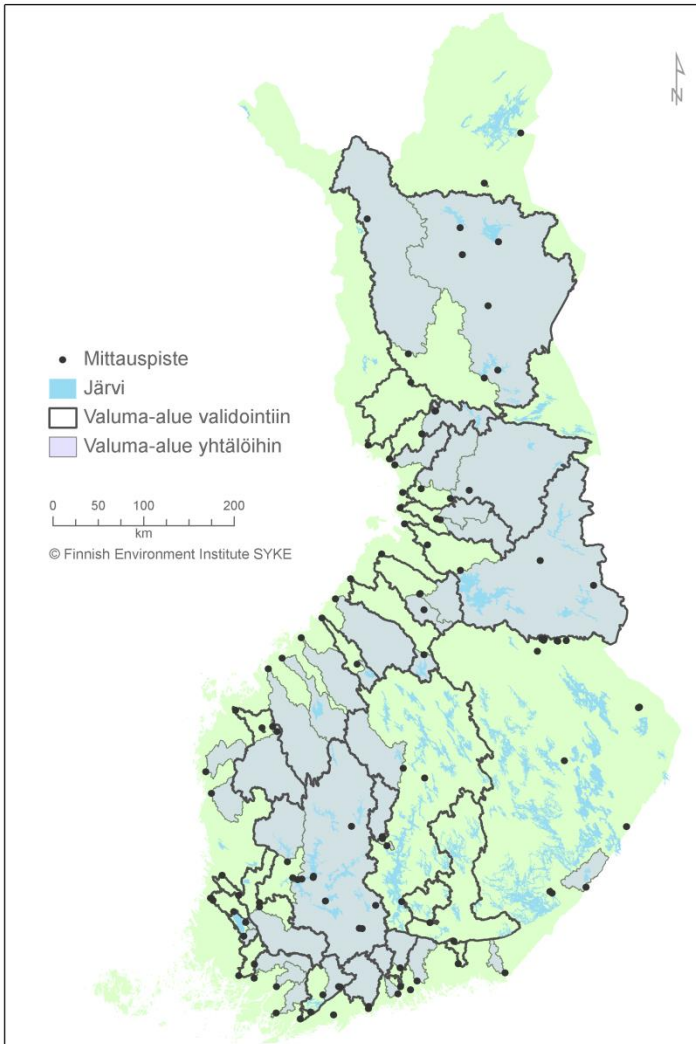 N
Mittauspiste
Järvi
Valuma-alue validointiin
Valuma-alue yhtälöihin
0 50 100 200
km
© Finnish Environment Institute SYKE